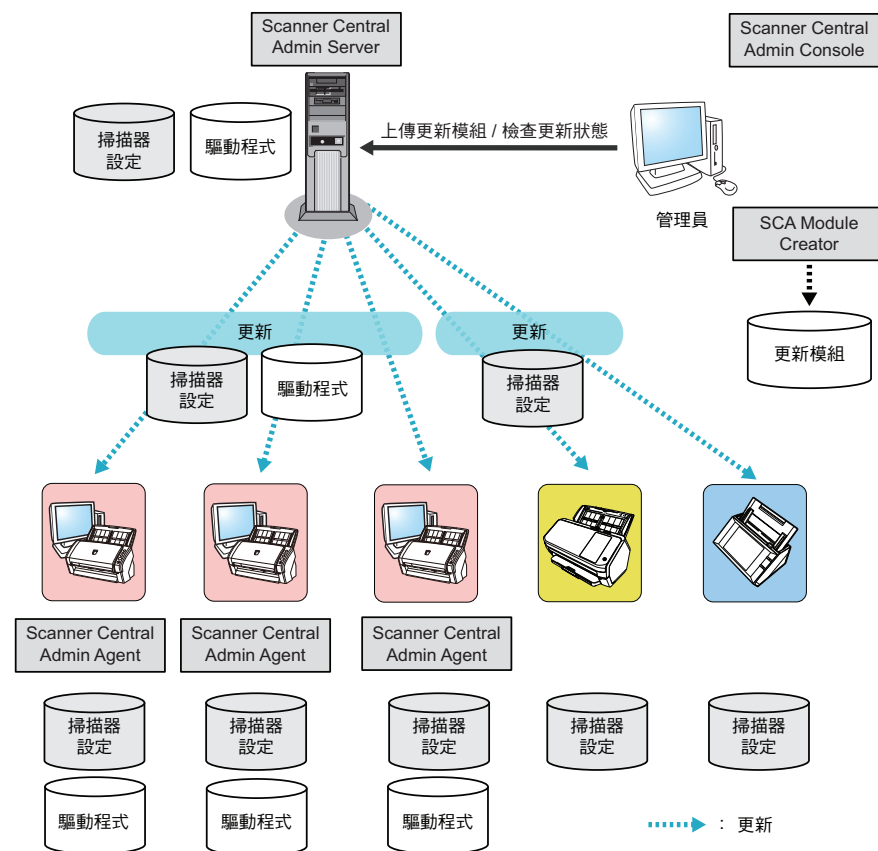 Scanner Central
Admin Server
Scanner Central
Admin Console
掃描器
設定
驅動程式
上傳更新模組 / 檢查更新狀態
管理員
SCA Module
Creator
更新模組
更新
更新
掃描器
設定
驅動程式
掃描器
設定
Scanner Central
Admin Agent
Scanner Central
Admin Agent
Scanner Central
Admin Agent
掃描器
設定
掃描器
設定
掃描器
設定
掃描器
設定
掃描器
設定
驅動程式
驅動程式
驅動程式
： 更新